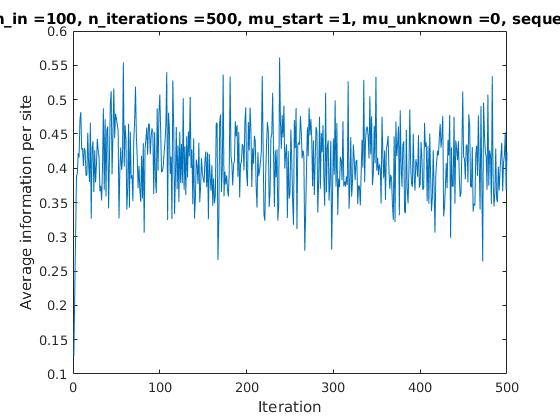 =100, n_iterations =500, mu_start =1, mu_unknown =0,
0.6
0.55
0.5
0.45
0.4
0.35
0.3
0.25
0.2
0.15
0.1
Average information per site
0 100 200 300 400 500
Iteration